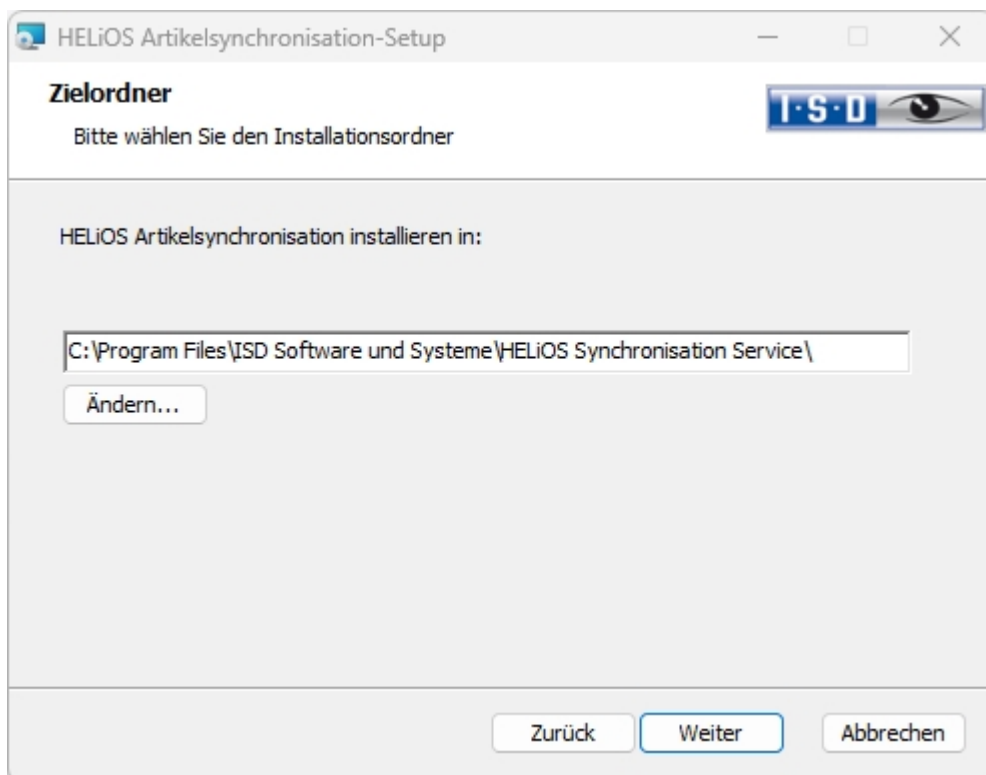 HELiOS Artikelsynchronisation-Setup
Zielordner
Bitte wählen Sie den Installationsordner
I·S·D
HELiOS Artikelsynchronisation installieren in:
C:\Program Files\ISD Software und Systeme\HELiOS Synchronisation Service\
Ändern...
Zurück
Weiter
Abbrechen